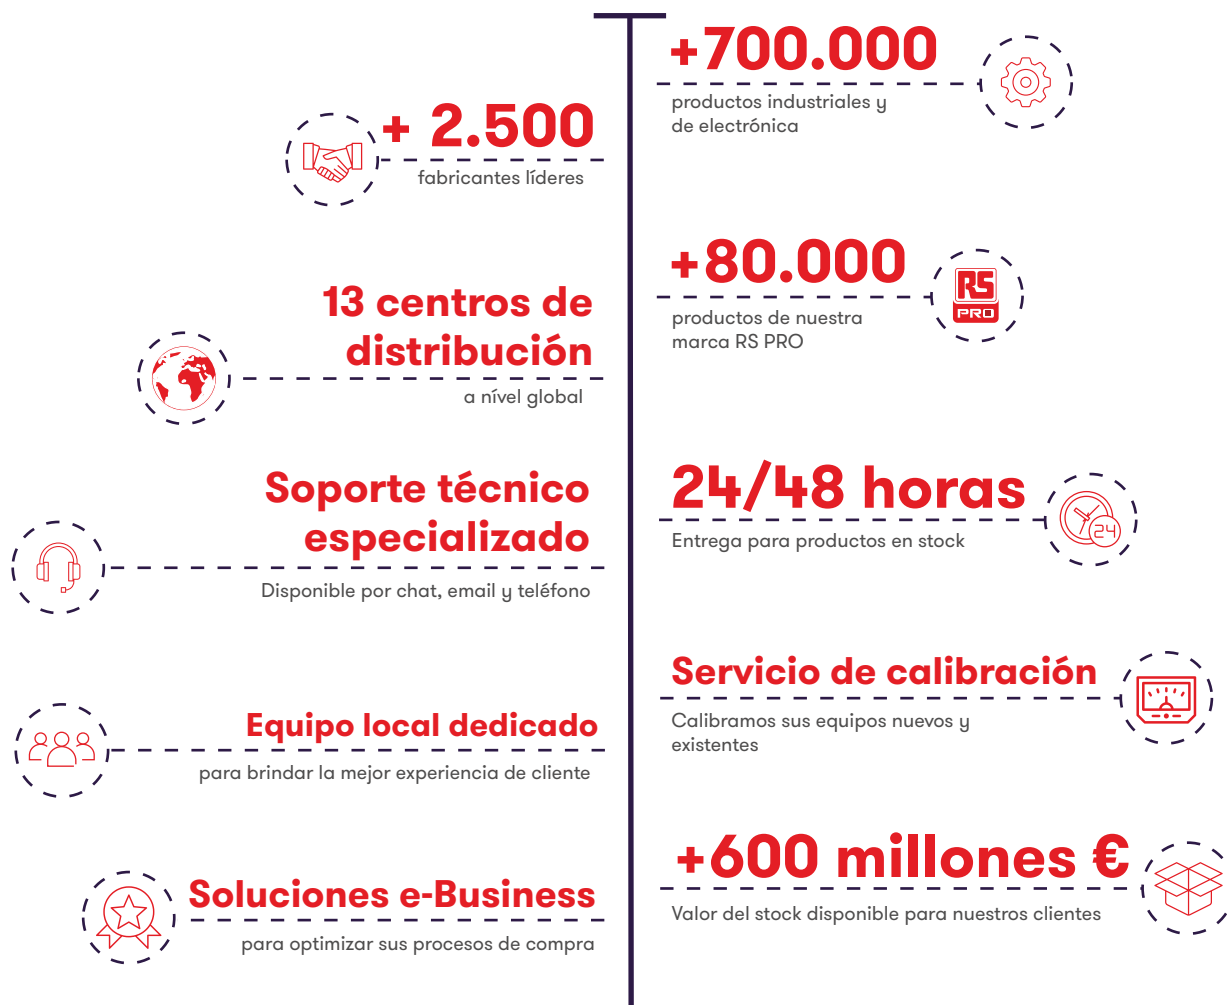 +700.000
productos industriales y
de electrónica
+ 2.500
fabricantes líderes
+80.000
RS
PRO
productos de nuestra
marca RS PRO
13 centros de
distribución
a nível global
24/48 horas
24
Entrega para productos en stock
Soporte técnico
especializado
Disponible por chat, email y teléfono
Servicio de calibración
Calibramos sus equipos nuevos y
existentes
Equipo local dedicado
para brindar la mejor experiencia de cliente
+600 millones €
Valor del stock disponible para nuestros clientes
Soluciones e-Business
para optimizar sus procesos de compra